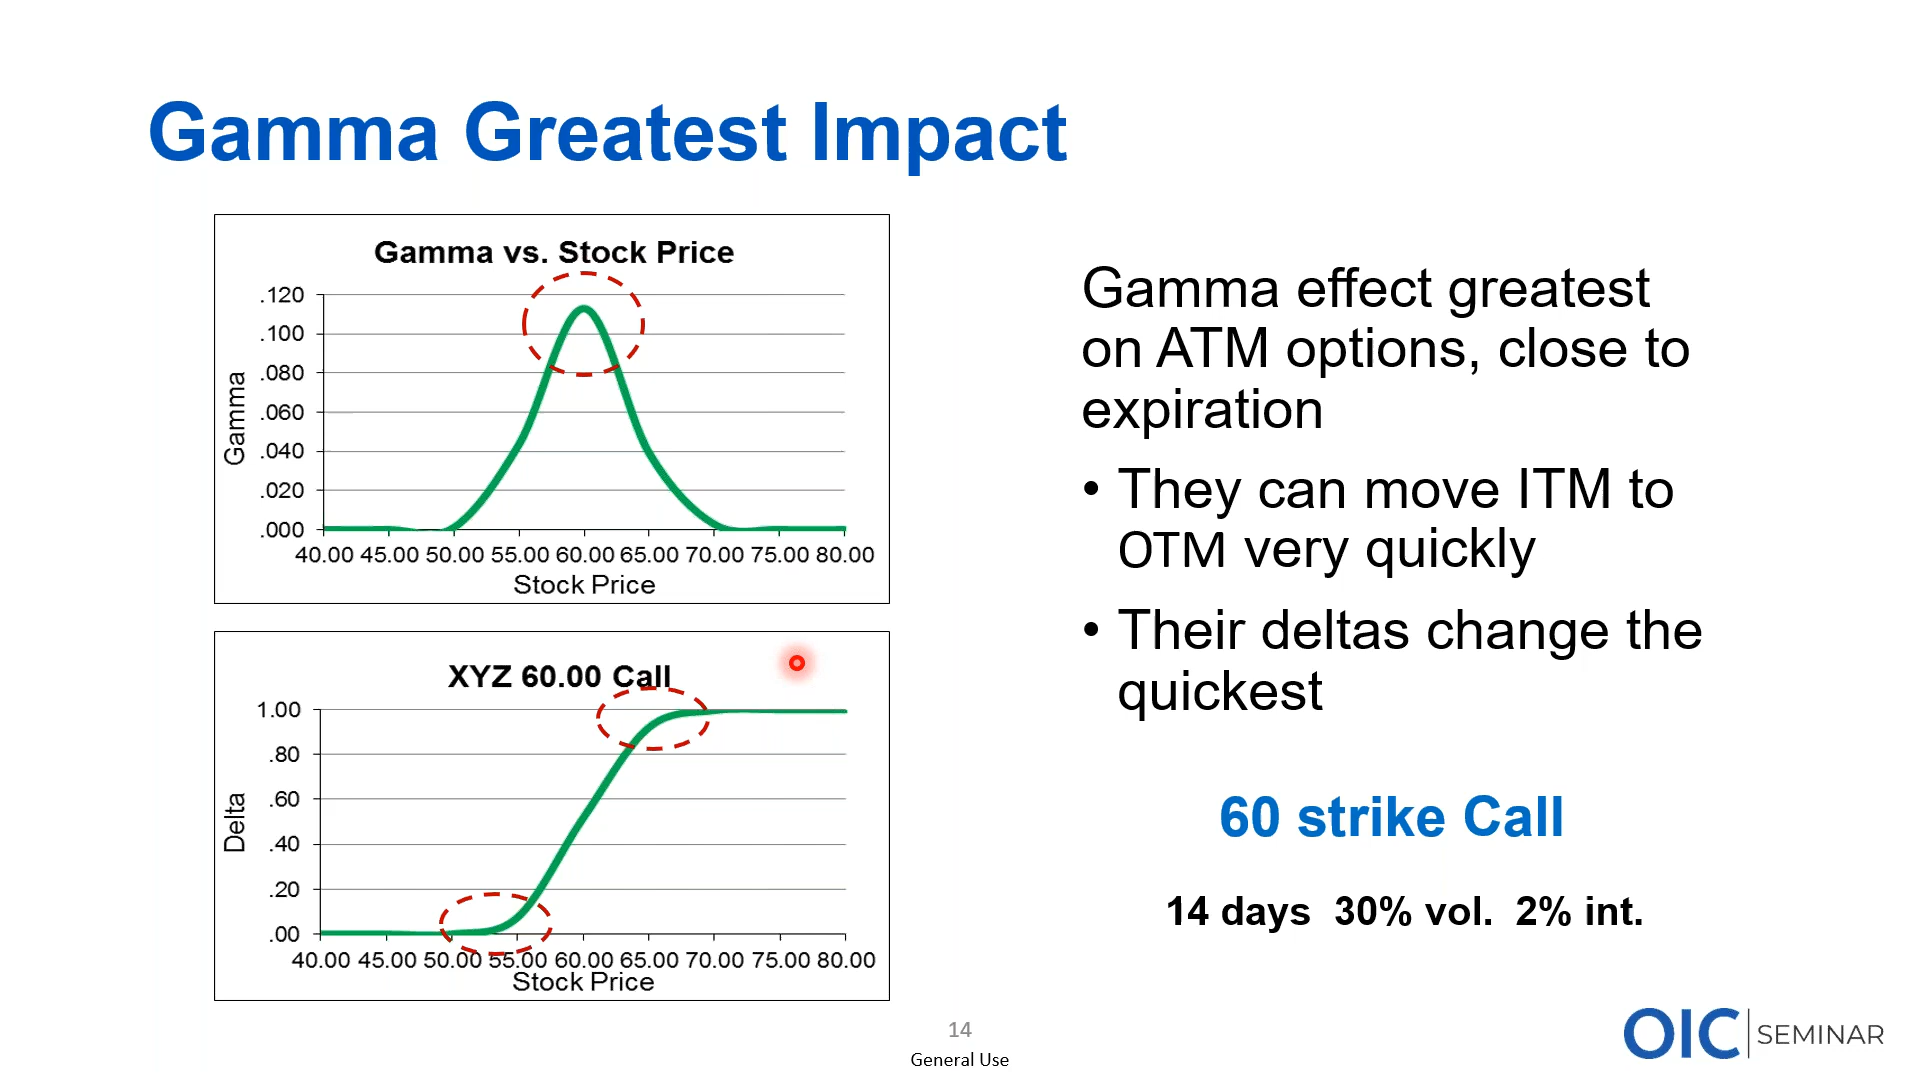 Gamma Greatest Impact
Gamma vs. Stock Price
.120
.100
.080
.060
.040
.020
.000
Gamma
40.00 45.00 50.00 55.00 60.00 65.00 70.00 75.00 80.00
Stock Price
XYZ 60.00 Call
1.00
.80
.60
.40
.20
.00
Delta
40.00 45.00 50.00 55.00 60.00 65.00 70.00 75.00 80.00
Stock Price
Gamma effect greatest
on ATM options, close to
expiration
• They can move ITM to
OTM very quickly
• Their deltas change the
quickest
60 strike Call
14 days 30% vol. 2% int.
14
General Use
OIC SEMINAR